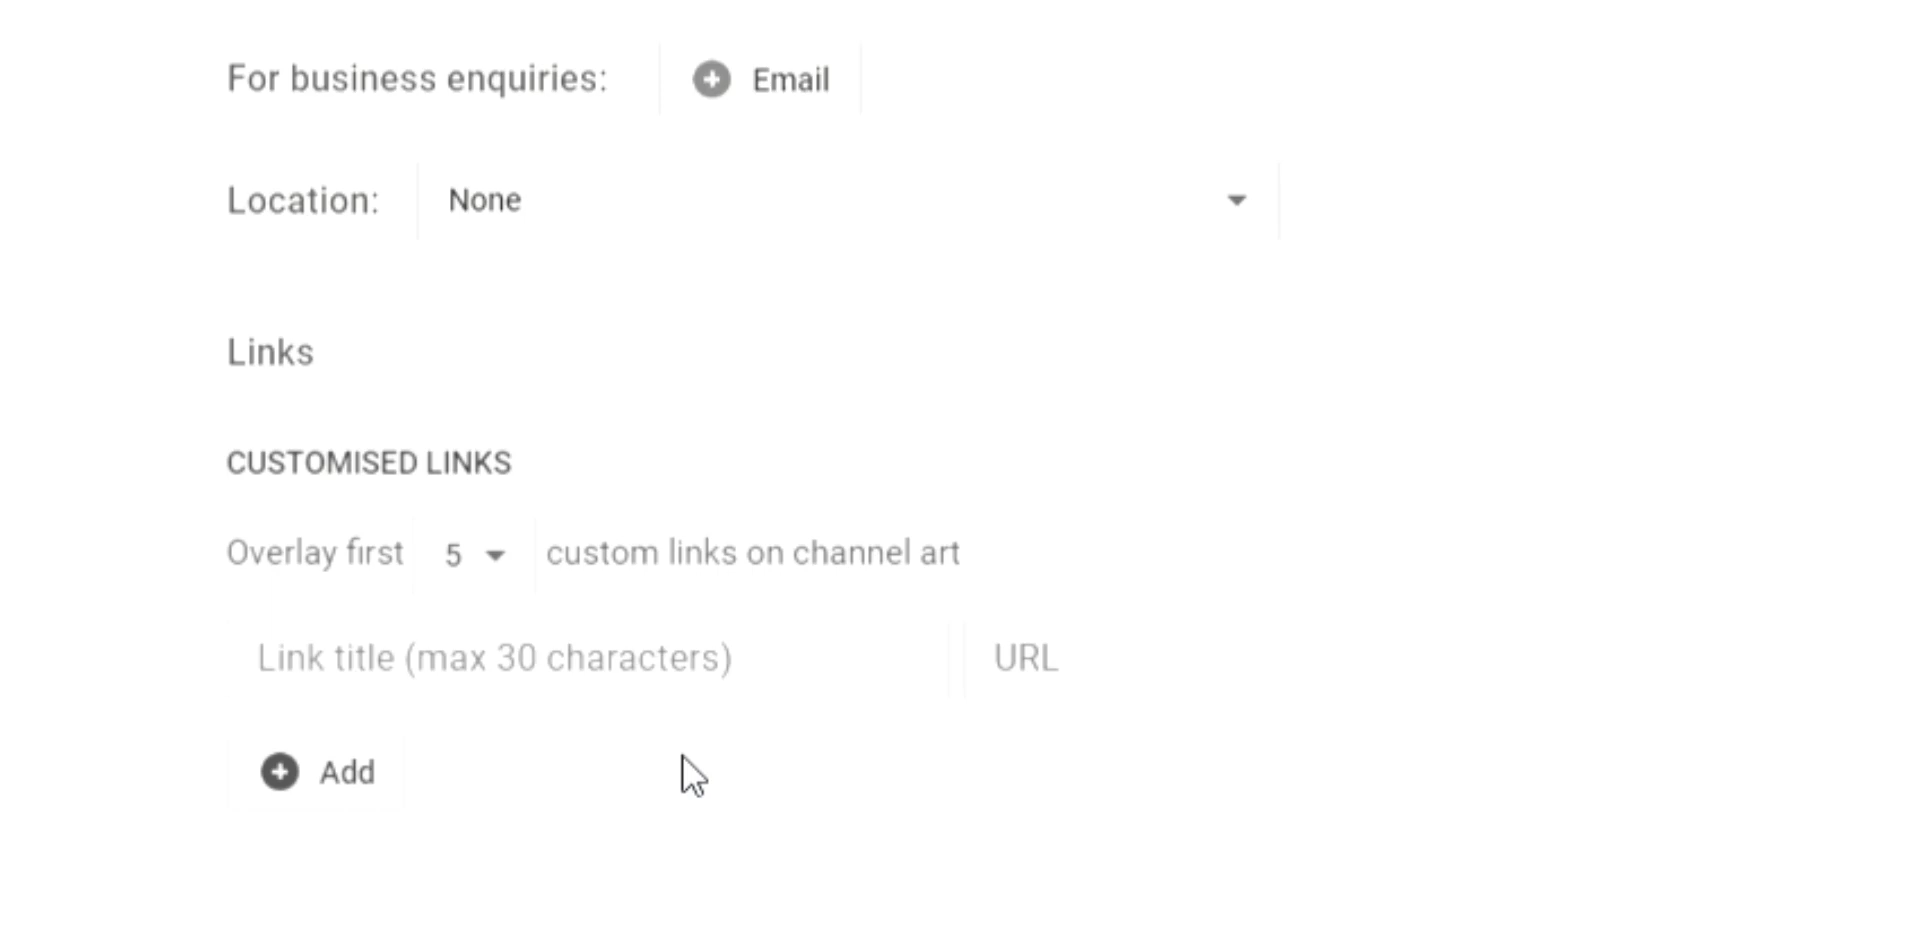 For business enquiries: Email
Location: None
Links
CUSTOMISED LINKS
Overlay first 5 custom links on channel art
Link title (max 30 characters) URL
Add